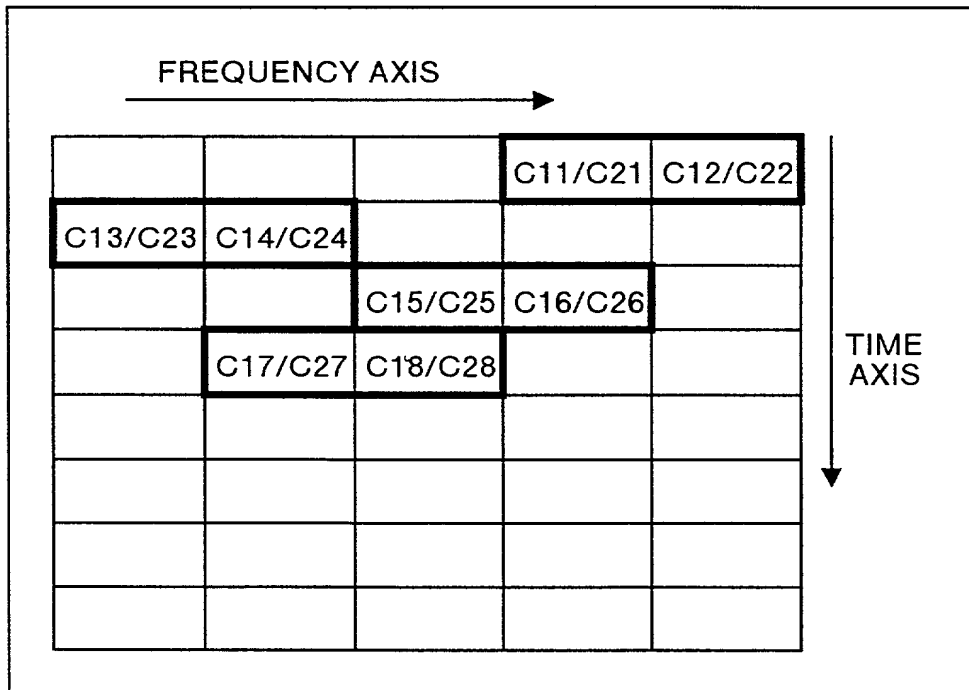 FREQUENCY AXIS
C11/C21 C12/C22
C13/C23 C14/C24
C15/C25 C16/C26
C17/C27 C18/C28
TIME
AXIS